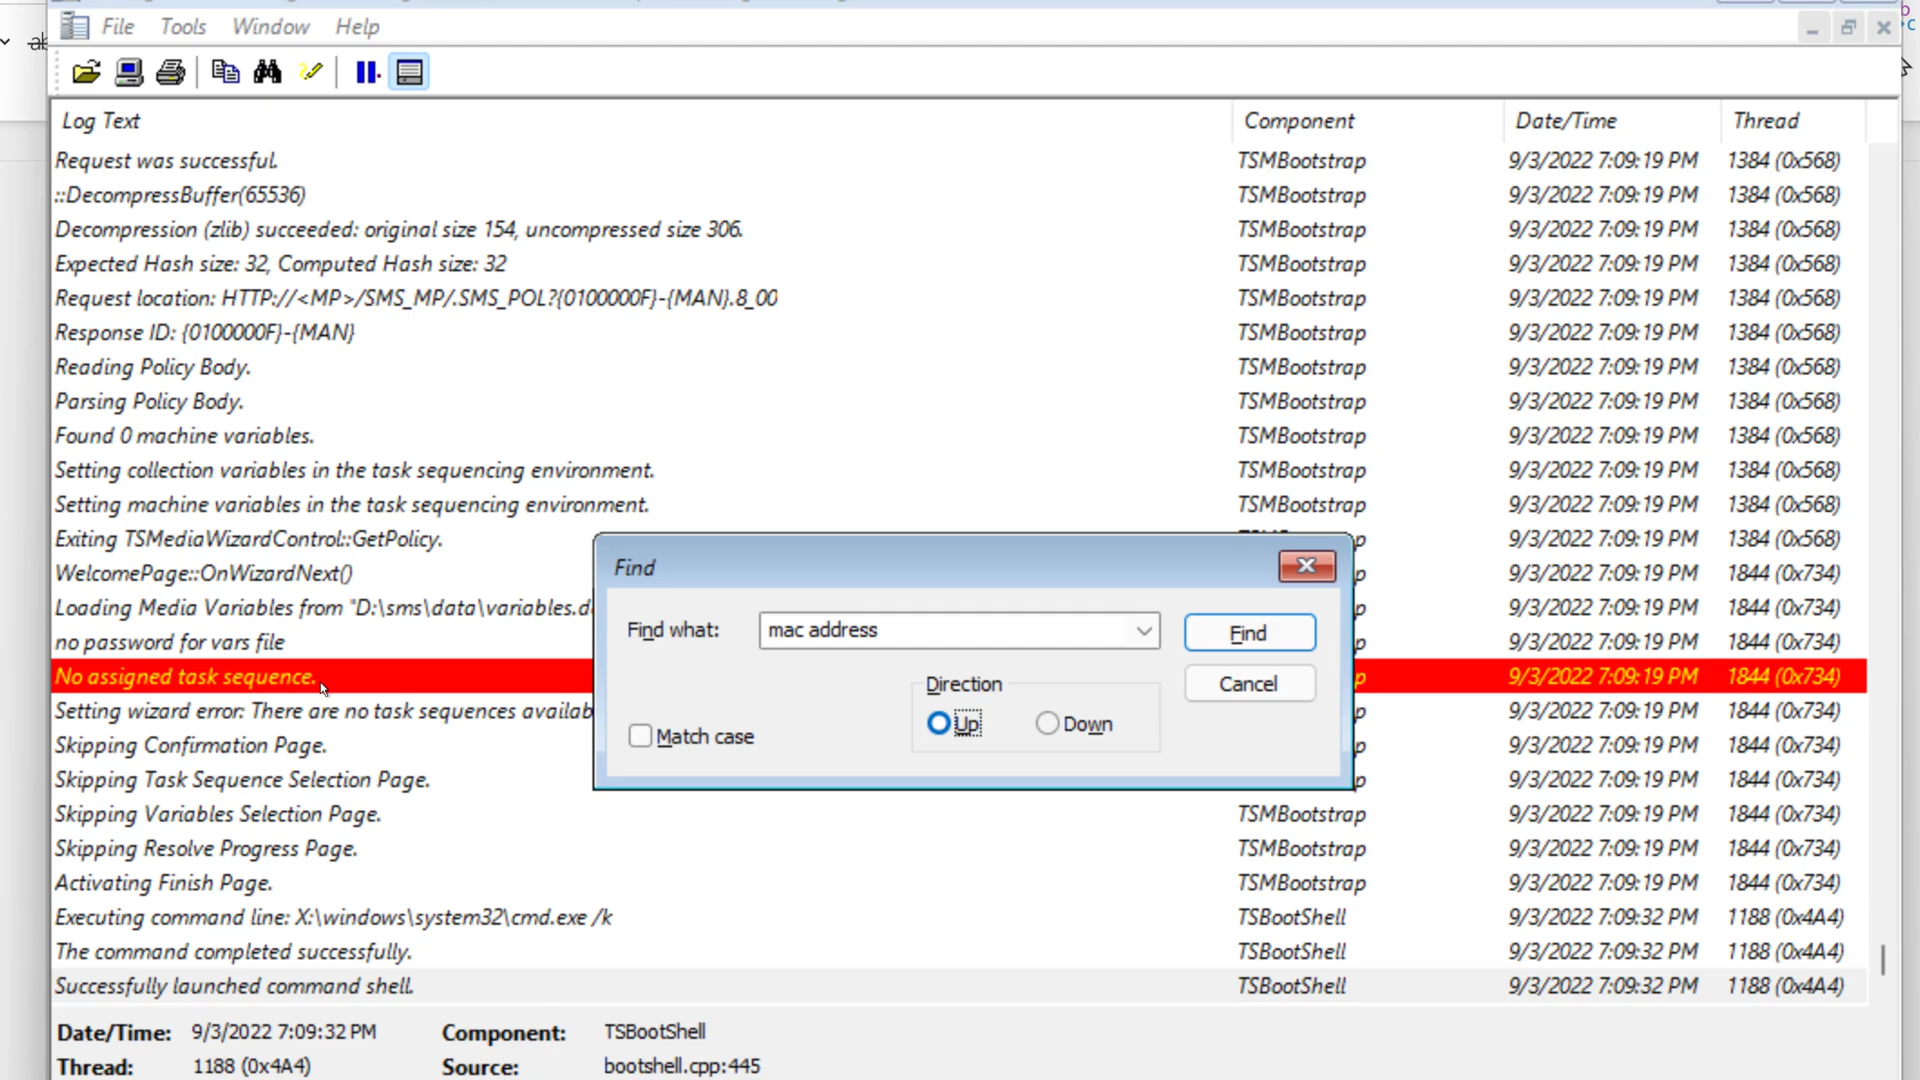 File Tools Window Help
Log Text Component Date/Time Thread
Request was successful. TSMBootstrap 9/3/2022 7:09:19 PM 1384 (0x568)
::DecompressBuffer(65536) TSMBootstrap 9/3/2022 7:09:19 PM 1384 (0x568)
Decompression (zlib) succeeded: original size 154, uncompressed size 306. TSMBootstrap 9/3/2022 7:09:19 PM 1384 (0x568)
Expected Hash size: 32, Computed Hash size: 32 TSMBootstrap 9/3/2022 7:09:19 PM 1384 (0x568)
Request location: HTTP://<MP>/SMS_MP/.SMS_POL?{0100000F}-{MAN}.8_00 TSMBootstrap 9/3/2022 7:09:19 PM 1384 (0x568)
Response ID: {0100000F}-{MAN} TSMBootstrap 9/3/2022 7:09:19 PM 1384 (0x568)
Reading Policy Body. TSMBootstrap 9/3/2022 7:09:19 PM 1384 (0x568)
Parsing Policy Body. TSMBootstrap 9/3/2022 7:09:19 PM 1384 (0x568)
Found 0 machine variables. TSMBootstrap 9/3/2022 7:09:19 PM 1384 (0x568)
Setting collection variables in the task sequencing environment. TSMBootstrap 9/3/2022 7:09:19 PM 1384 (0x568)
Setting machine variables in the task sequencing environment. TSMBootstrap 9/3/2022 7:09:19 PM 1384 (0x568)
Exiting TSMediaWizardControl::GetPolicy. p 9/3/2022 7:09:19 PM 1384 (0x568)
WelcomePage::OnWizardNext() p 9/3/2022 7:09:19 PM 1844 (0x734)
Loading Media Variables from "D:\sms\data\variables.d p 9/3/2022 7:09:19 PM 1844 (0x734)
no password for vars file p 9/3/2022 7:09:19 PM 1844 (0x734)
No assigned task sequence. p 9/3/2022 7:09:19 PM 1844 (0x734)
Setting wizard error: There are no task sequences availab p 9/3/2022 7:09:19 PM 1844 (0x734)
Skipping Confirmation Page. p 9/3/2022 7:09:19 PM 1844 (0x734)
Skipping Task Sequence Selection Page. p 9/3/2022 7:09:19 PM 1844 (0x734)
Skipping Variables Selection Page. TSMBootstrap 9/3/2022 7:09:19 PM 1844 (0x734)
Skipping Resolve Progress Page. TSMBootstrap 9/3/2022 7:09:19 PM 1844 (0x734)
Activating Finish Page. TSMBootstrap 9/3/2022 7:09:19 PM 1844 (0x734)
Executing command line: X:\windows\system32\cmd.exe /k TSBootShell 9/3/2022 7:09:32 PM 1188 (0x4A4)
The command completed successfully. TSBootShell 9/3/2022 7:09:32 PM 1188 (0x4A4)
Successfully launched command shell. TSBootShell 9/3/2022 7:09:32 PM 1188 (0x4A4)
Find
Find what: mac address Find
Direction Cancel
Match case Up Down
Date/Time: 9/3/2022 7:09:32 PM Component: TSBootShell
Thread: 1188 (0x4A4) Source: bootshell.cpp:445